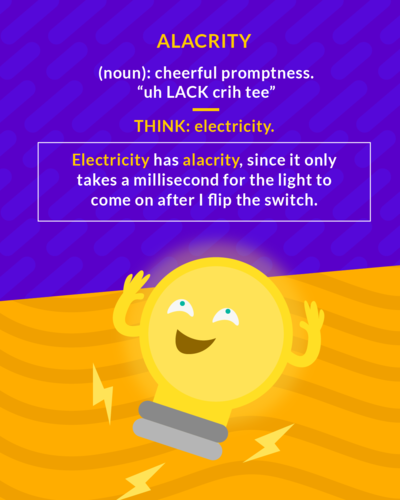 ALACRITY
(noun): cheerful promptness.
“uh LACK crih tee”
THINK: electricity.
Electricity has alacrity, since it only
takes a millisecond for the light to
come on after I flip the switch.